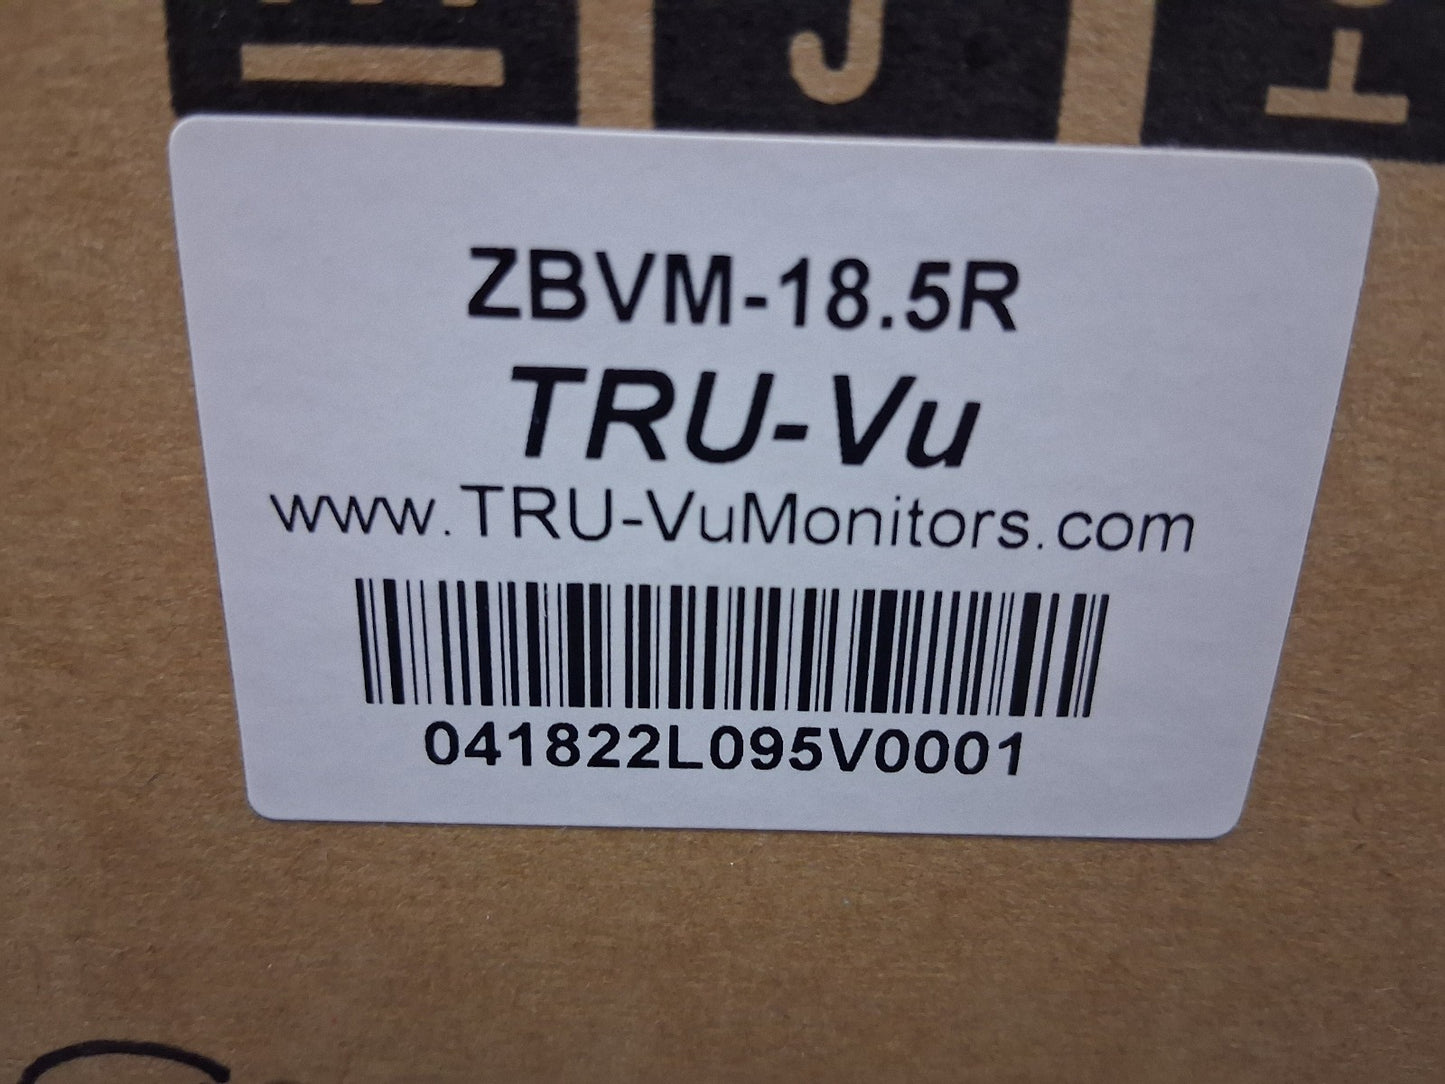 ZBVM-18.5R
TRU-Vu
www.TRU-VuMonitors.com
041822L095V0001